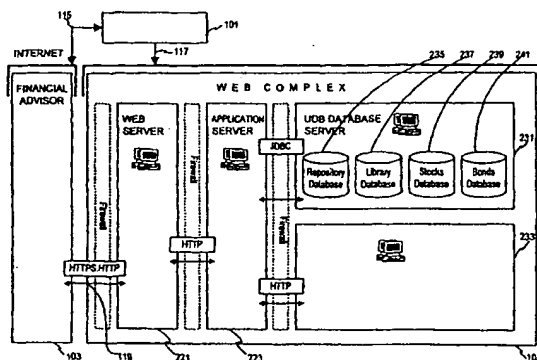 115
101
117
235
237
239
241
INTERNET
FINANCIAL
ADVISOR
WEB COMPLEX
WEB
SERVER
APPLICATION
SERVER
UDB DATABASE
SERVER
231
Firewall
Firewall
Firewall
JDBC
Repository
Database
Library
Database
Stocks
Database
Bonds
Database
233
HTTP
HTTPS.HTTP
HTTP
103
119
221
10